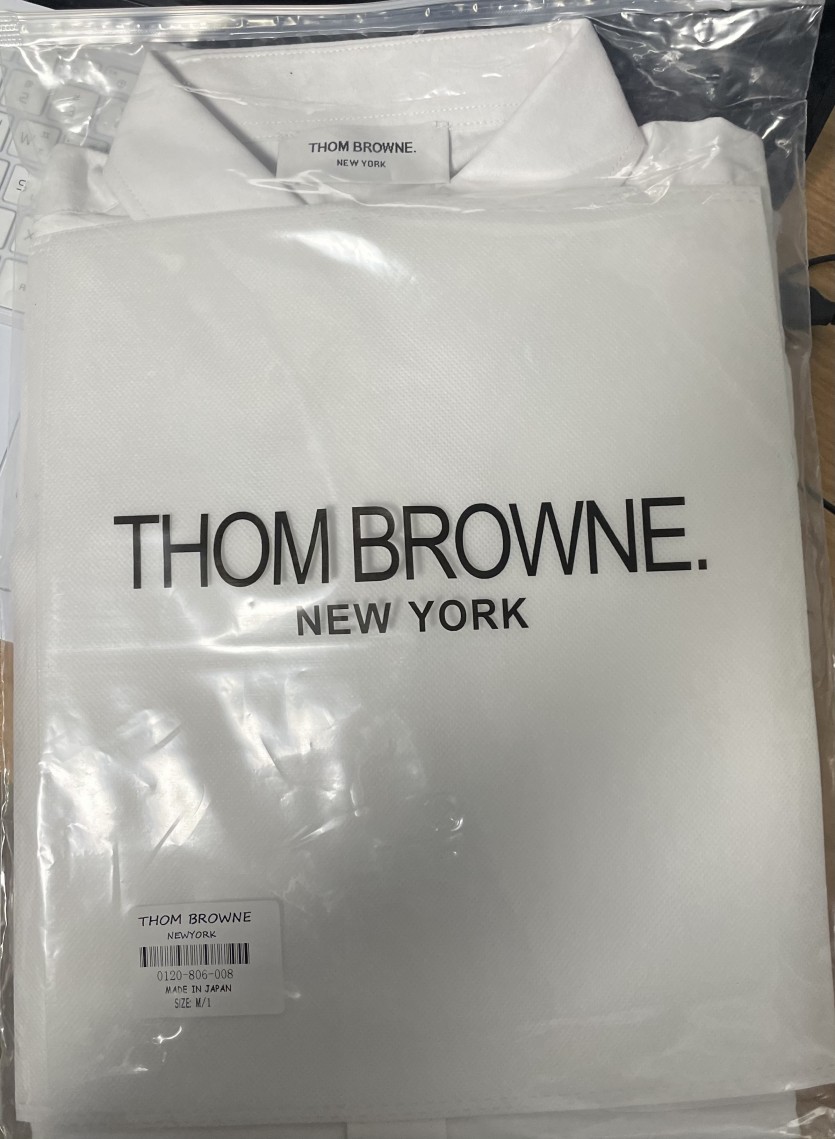 THOM BROWNE.
NEW YORK
THOM BROWNE.
NEW YORK
THOM BROWNE
NEWYORK
0120-806-008
MADE IN JAPAN
SIZE: M/1